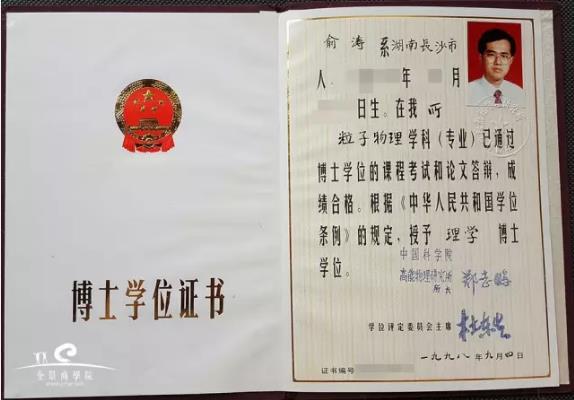 博士学位证书
全景商学院
俞涛 系湖南长沙市
人.年月
日生。在我 所
粒子物理 学科(专业)已通过
博士学位的课程考试和论文答辩,成
绩合格。根据《中华人民共和国学位
条例》的规定,授予 理学 博士
学位。
中国科学院
高能物理研究所
所长
学位评定委员会主席
一九九八年九月四日
证书编号